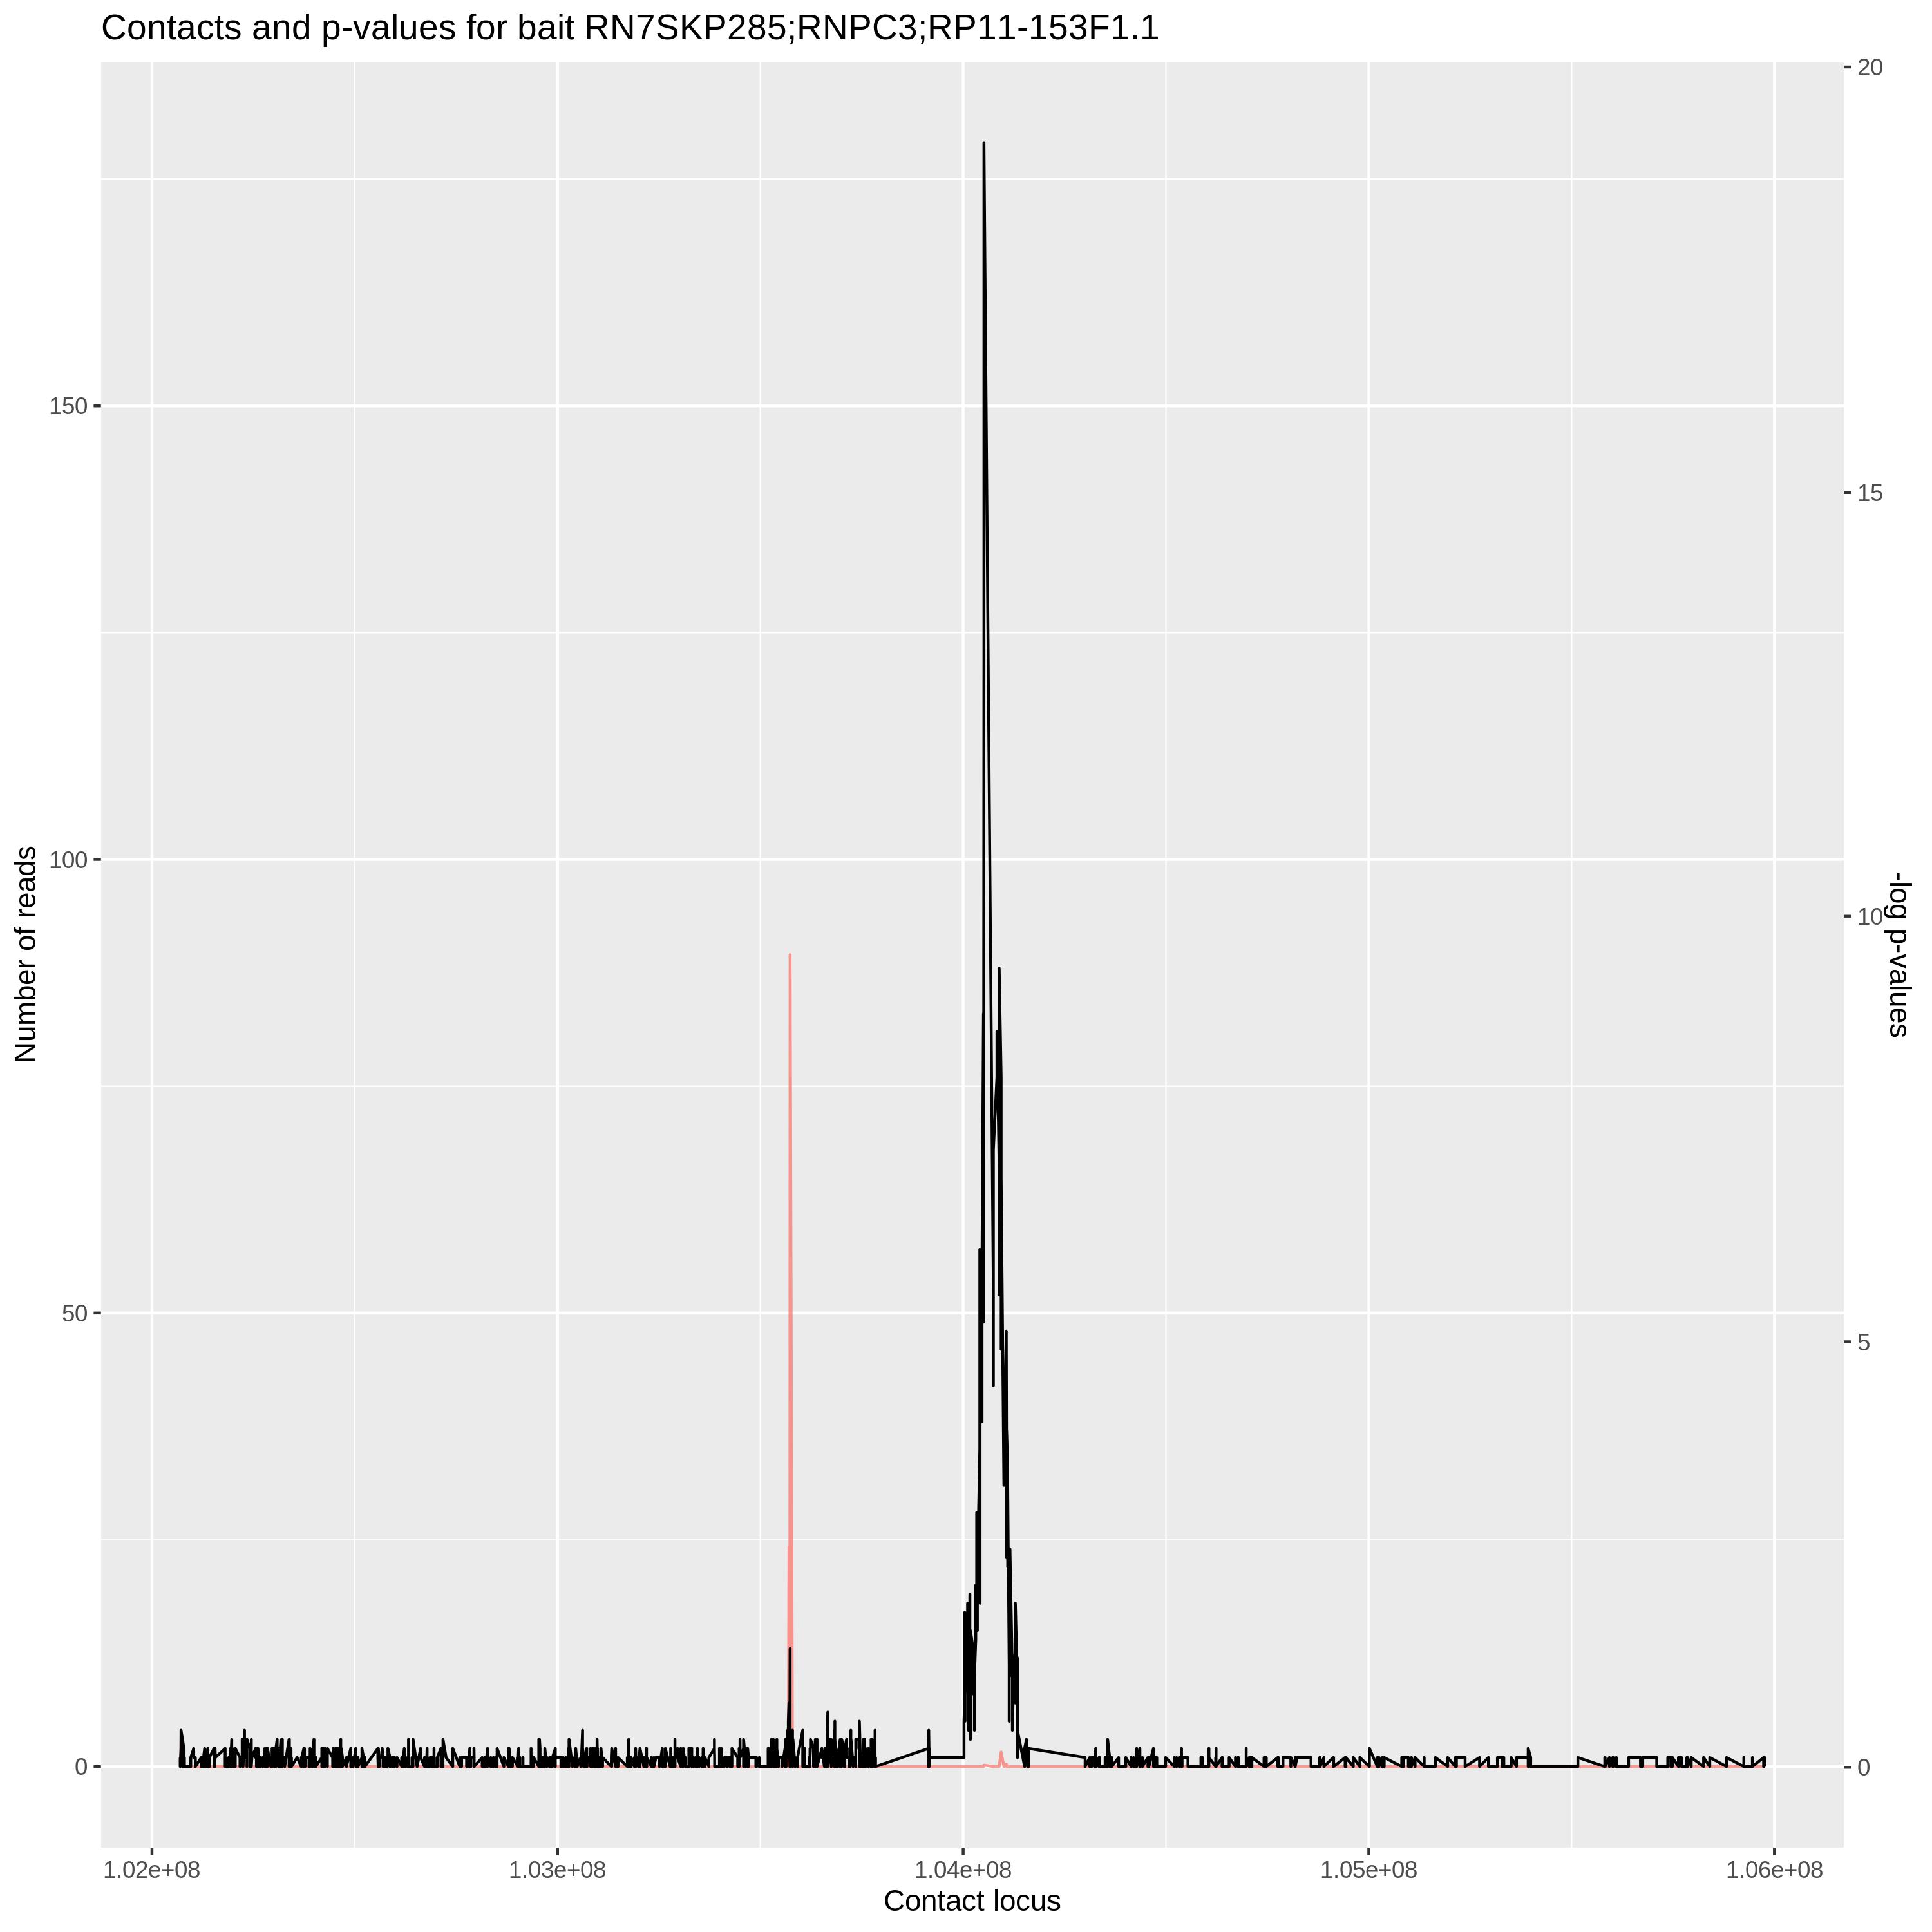 Contacts and p-values for bait RN7SKP285;RNPC3;RP11-153F1.1
20
150
15
100
10
50
5
0
0
Number of reads
-log p-values
1.02e+08
1.03e+08
1.04e+08
1.05e+08
1.06e+08
Contact locus